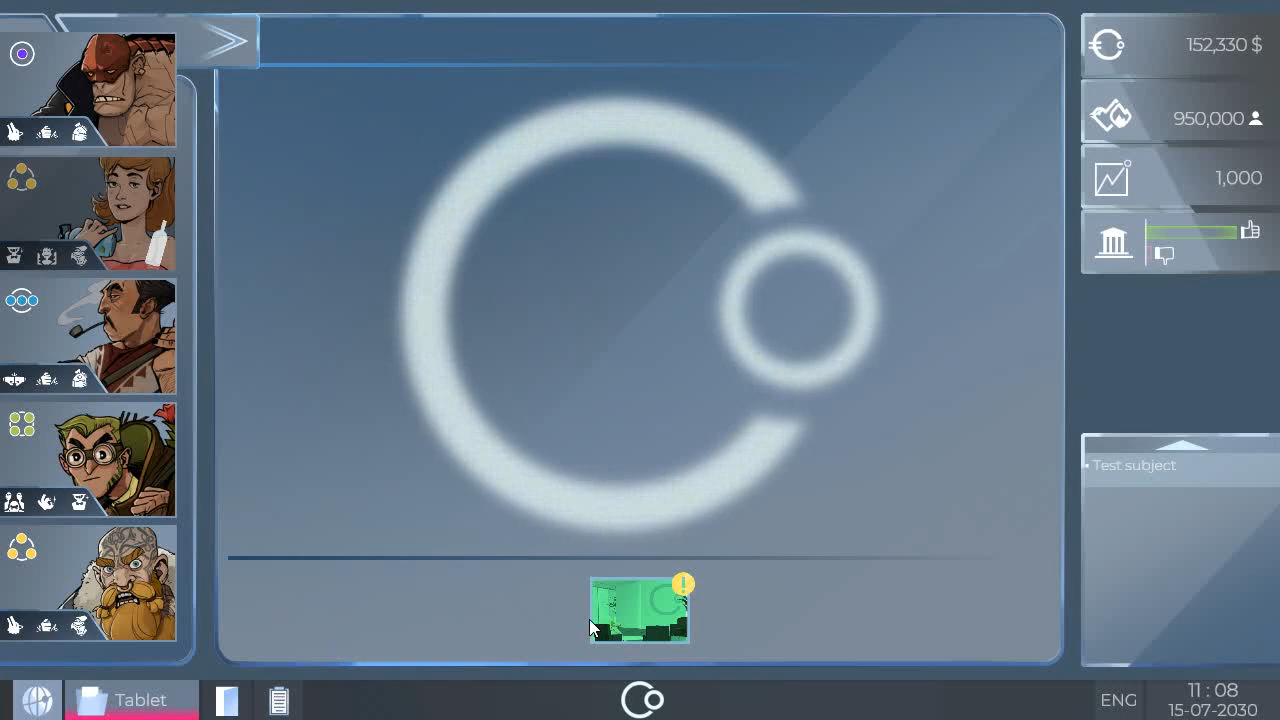 152,330 $
950,000
1,000
Test subject
Tablet
ENG
11 : 08
15-07-2030